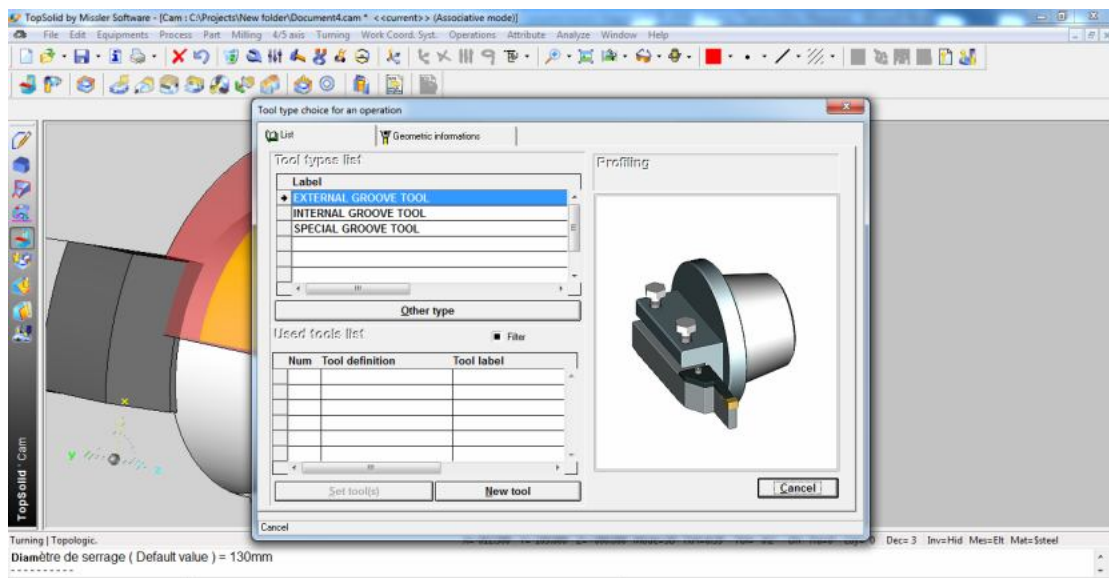 TopSolid by Missler Software - [Cam : C:\Projects\New folder\Document4.cam * <<current>> (Associative mode)]
File Edit Equipments Process Part Milling 4/5 axis Turning Work Coord. Syst. Operations Attribute Analyze Window Help
Tool type choice for an operation
List Geometric informations
Tool types list
Profiling
Label
EXTERNAL GROOVE TOOL
INTERNAL GROOVE TOOL
SPECIAL GROOVE TOOL
Other type
Used tools list Filter
Num Tool definition Tool label
Set tool(s) New tool
Cancel
Cancel
x
y
z
TopSolid'Cam
Turning | Topologic.
Dec= 3 Inv=Hid Mes=Elt Mat=$steel
Diamètre de serrage ( Default value ) = 130mm